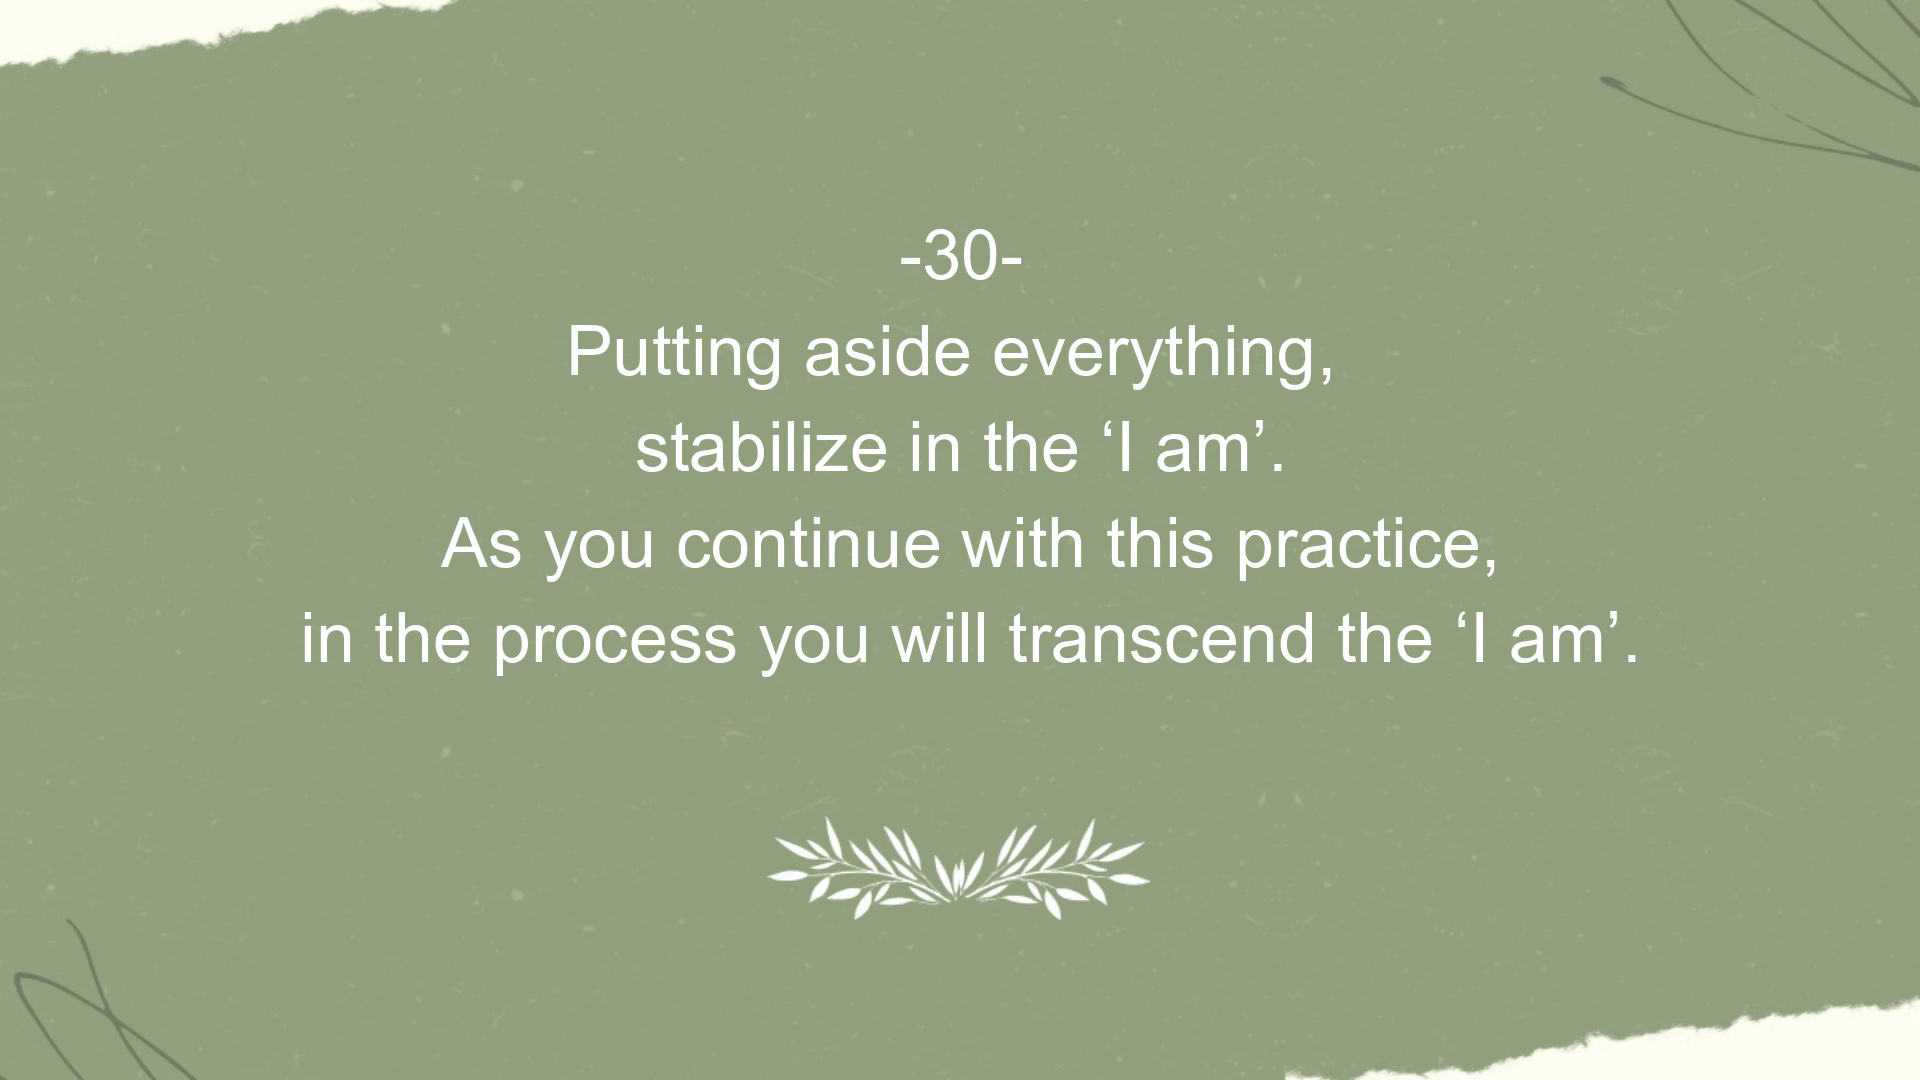 -30-
Putting aside everything,
stabilize in the ‘I am’.
As you continue with this practice,
in the process you will transcend the ‘I am’.